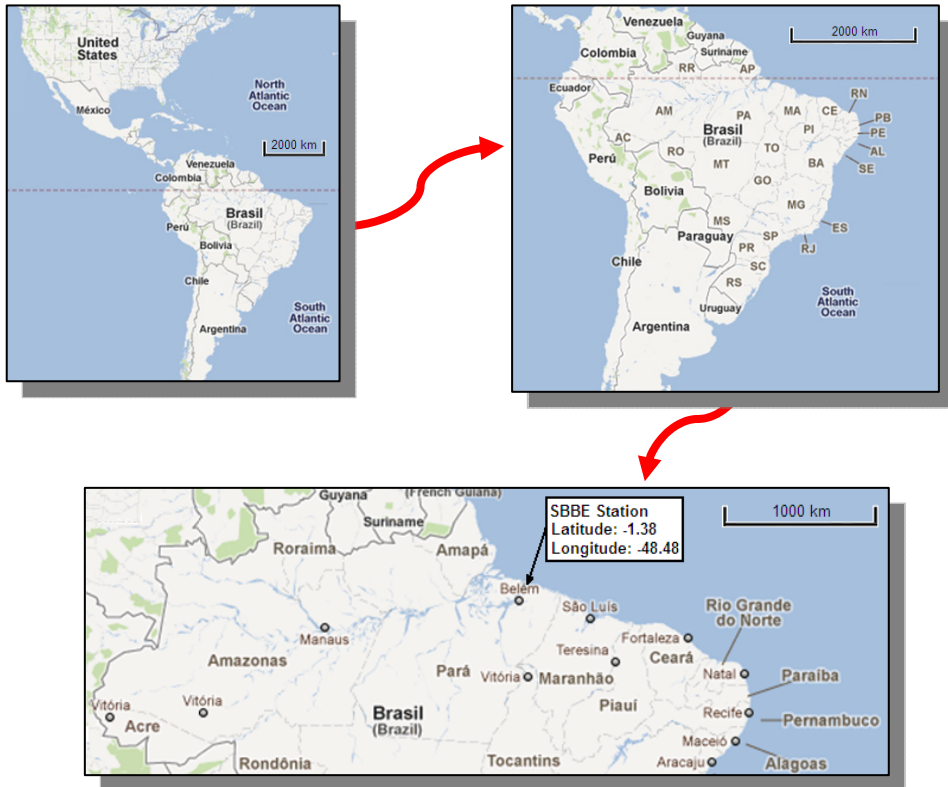 United
States
North
Atlantic
Ocean
México
2000 km
Venezuela
Colombia
Brasil
(Brazil)
Perú
Bolivia
Chile
South
Atlantic
Ocean
Argentina
Venezuela
2000 km
Guyana
Colombia
Suriname
RR
AP
Ecuador
RN
AM
PA
MA
CE
PB
Brasil
(Brazil)
PI
PE
AC
TO
AL
RO
Perú
MT
BA
SE
GO
Bolivia
MG
MS
ES
Paraguay
SP
PR
RJ
Chile
SC
RS
South
Atlantic
Ocean
Uruguay
Argentina
Guyana
(French Guiana)
SBBE Station
Latitude: -1.38
Longitude: -48.48
1000 km
Suriname
Roraima
Amapá
Belém
São Luís
Rio Grande
do Norte
Manaus
Fortaleza
Teresina
Ceará
Amazonas
Pará
Vitória
Maranhão
Natal
Paraíba
Vitória
Vitória
Piauí
Acre
Brasil
(Brazil)
Recife
Pernambuco
Maceió
Rondônia
Tocantins
Aracaju
Alagoas